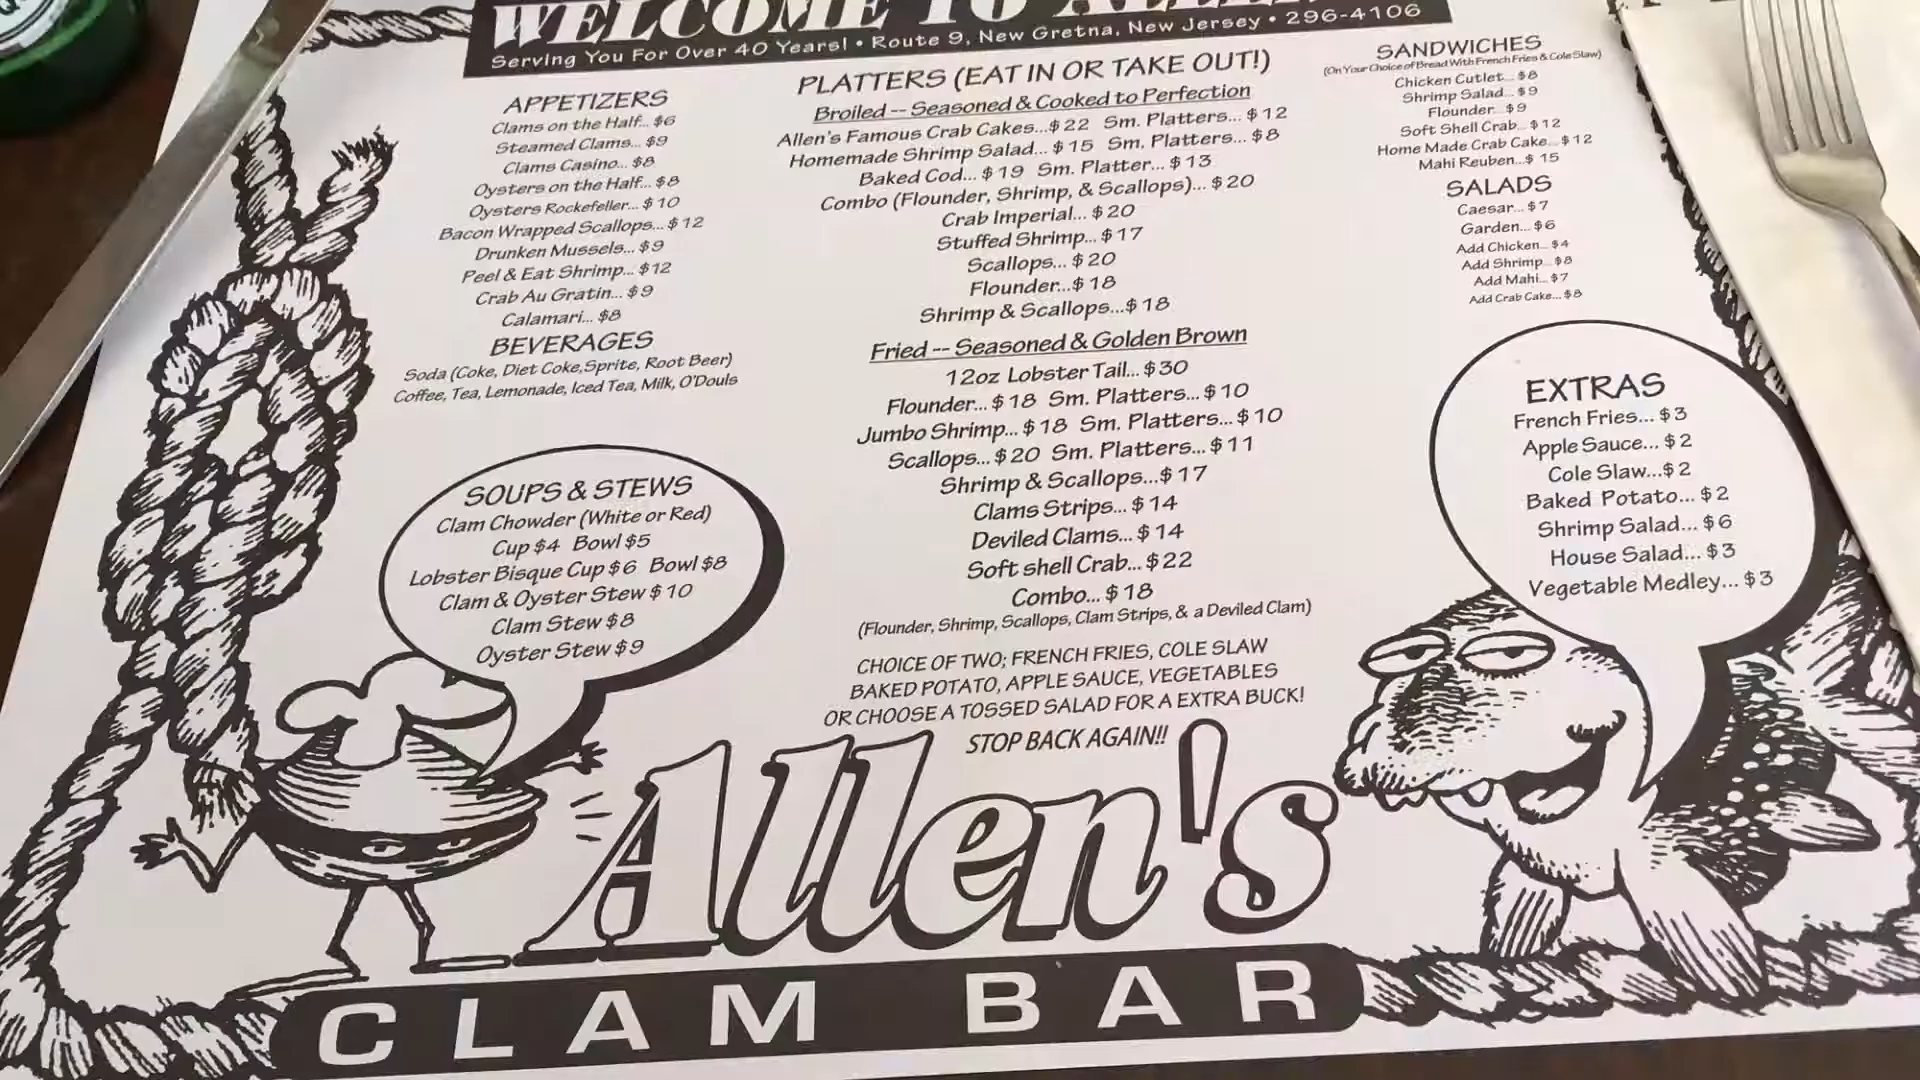 WELCOME TO
Serving You For Over 40 Years! • Route 9, New Gretna, New Jersey • 296-4106
APPETIZERS
Clams on the Half... $6
Steamed Clams... $9
Clams Casino... $8
Oysters on the Half... $8
Oysters Rockefeller... $10
Bacon Wrapped Scallops... $12
Drunken Mussels... $9
Peel & Eat Shrimp... $12
Crab Au Gratin... $9
Calamari... $8
BEVERAGES
Soda (Coke, Diet Coke,Sprite, Root Beer)
Coffee, Tea, Lemonade, Iced Tea, Milk, O'Douls
SOUPS & STEWS
Clam Chowder (White or Red)
Cup $4 Bowl $5
Lobster Bisque Cup $6 Bowl $8
Clam & Oyster Stew $10
Clam Stew $8
Oyster Stew $9
PLATTERS (EAT IN OR TAKE OUT!)
Broiled -- Seasoned & Cooked to Perfection
Allen's Famous Crab Cakes...$22 Sm. Platters... $12
Homemade Shrimp Salad... $15 Sm. Platters... $8
Baked Cod... $19 Sm. Platter... $13
Combo (Flounder, Shrimp, & Scallops)... $20
Crab Imperial... $20
Stuffed Shrimp... $17
Scallops... $20
Flounder...$18
Shrimp & Scallops...$18
Fried -- Seasoned & Golden Brown
12oz Lobster Tail... $30
Flounder... $18 Sm. Platters... $10
Jumbo Shrimp... $18 Sm. Platters... $10
Scallops... $20 Sm. Platters... $11
Shrimp & Scallops...$17
Clams Strips... $14
Deviled Clams... $14
Soft shell Crab... $22
Combo... $18
(Flounder, Shrimp, Scallops, Clam Strips, & a Deviled Clam)
CHOICE OF TWO; FRENCH FRIES, COLE SLAW
BAKED POTATO, APPLE SAUCE, VEGETABLES
OR CHOOSE A TOSSED SALAD FOR A EXTRA BUCK!
STOP BACK AGAIN!!
SANDWICHES
(On Your Choice of Bread With French Fries & Cole Slaw)
Chicken Cutlet... $8
Shrimp Salad... $9
Flounder... $9
Soft Shell Crab... $12
Home Made Crab Cake... $12
Mahi Reuben...$ 15
SALADS
Caesar... $7
Garden... $6
Add Chicken... $4
Add Shrimp... $8
Add Mahi... $7
Add Crab Cake... $8
EXTRAS
French Fries... $3
Apple Sauce... $2
Cole Slaw...$2
Baked Potato... $2
Shrimp Salad... $6
House Salad... $3
Vegetable Medley... $3
Allen's
CLAM BAR